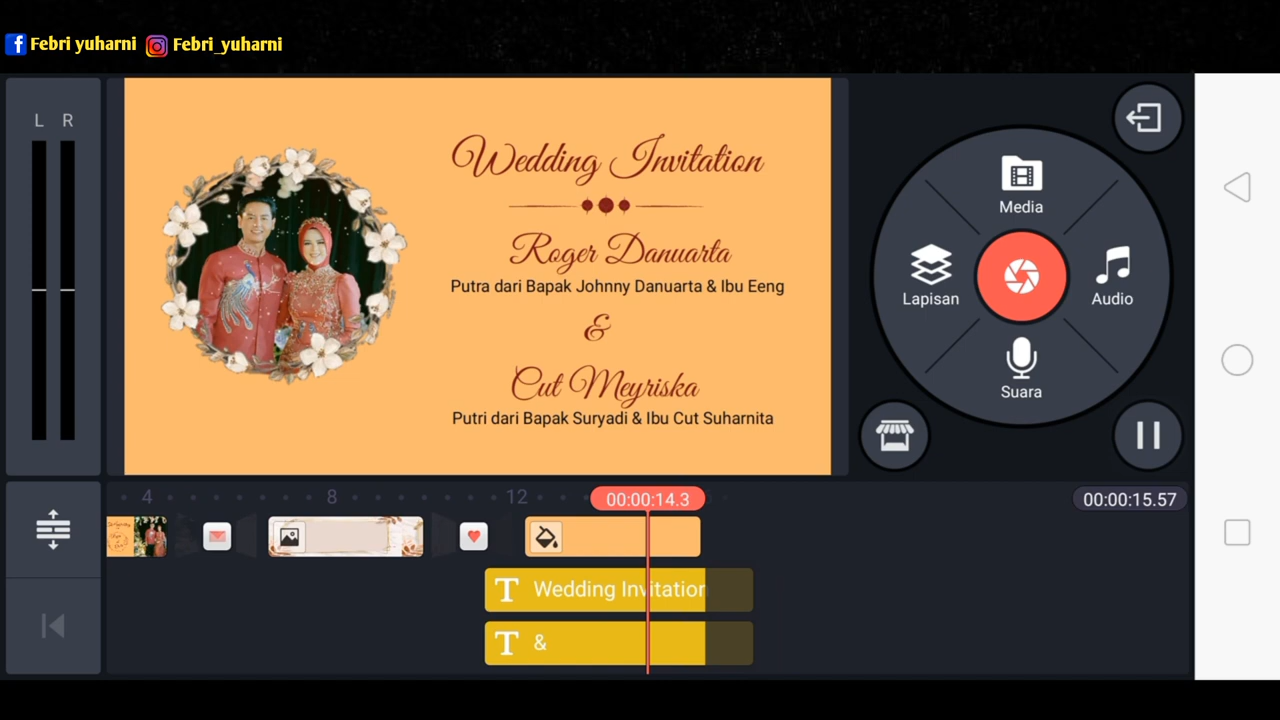 f Febri yuharni Febri_yuharni
L R
Wedding Invitation
Roger Danuarta
Putra dari Bapak Johnny Danuarta & Ibu Eeng
&
Cut Meyriska
Putri dari Bapak Suryadi & Ibu Cut Suharnita
Media
Lapisan
Audio
Suara
4 8 12 00:00:14.3 00:00:15.57
T Wedding Invitation
T &